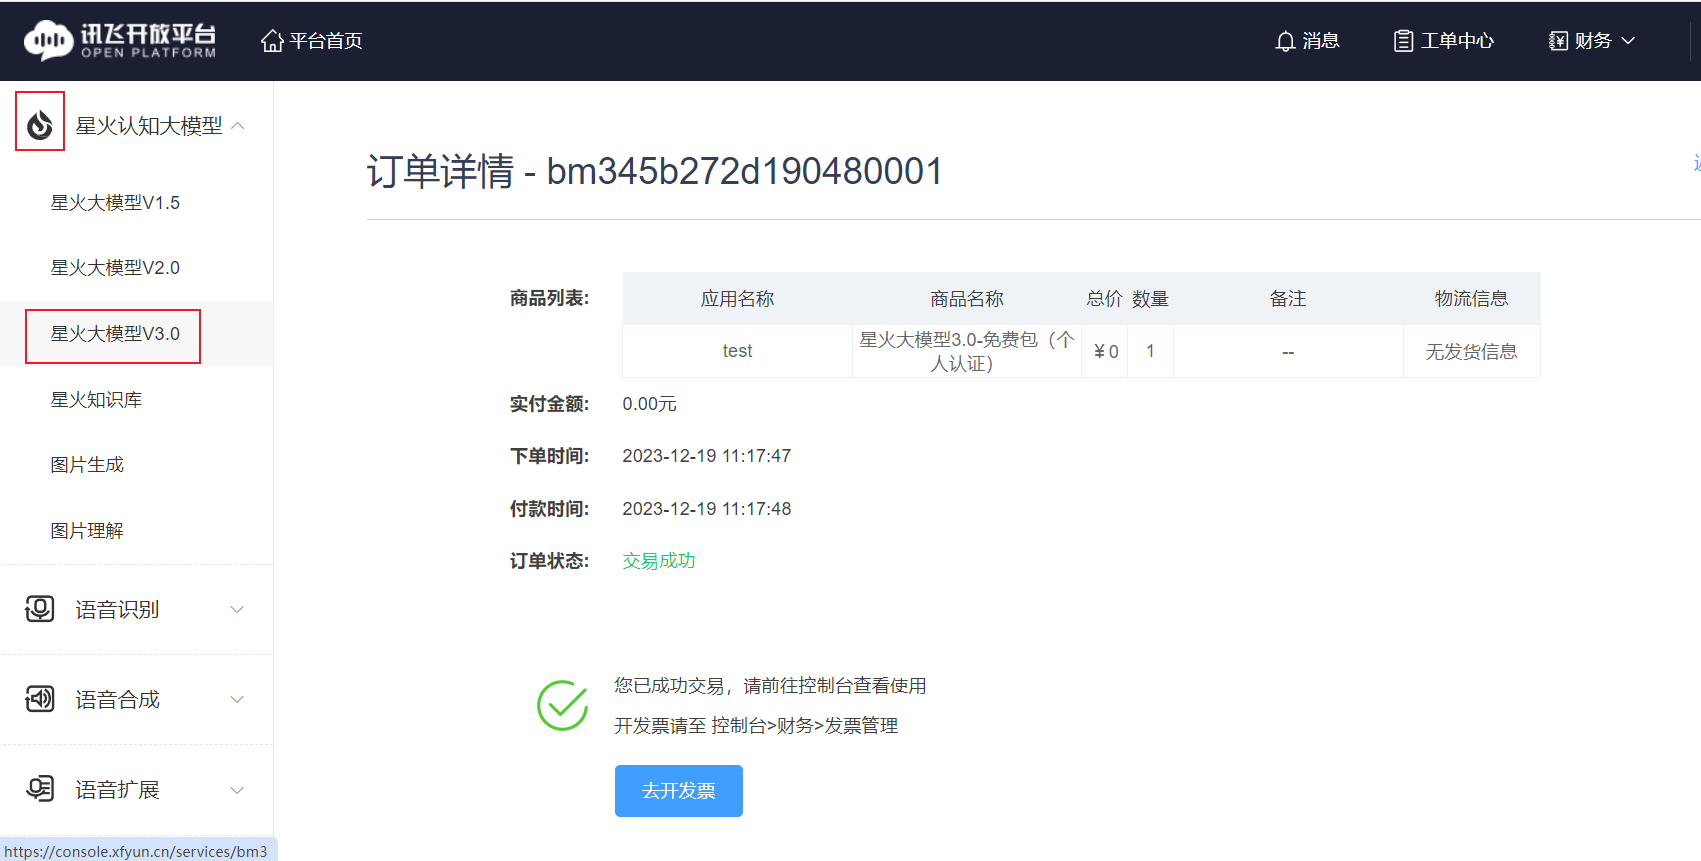 讯飞开放平台
OPEN PLATFORM
平台首页
消息
工单中心
财务
星火认知大模型
星火大模型V1.5
星火大模型V2.0
星火大模型V3.0
星火知识库
图片生成
图片理解
语音识别
语音合成
语音扩展
https://console.xfyun.cn/services/bm3
订单详情 - bm345b272d190480001
商品列表:
应用名称 商品名称 总价 数量 备注 物流信息
test 星火大模型3.0-免费包（个人认证） ¥0 1 -- 无发货信息
实付金额: 0.00元
下单时间: 2023-12-19 11:17:47
付款时间: 2023-12-19 11:17:48
订单状态: 交易成功
您已成功交易，请前往控制台查看使用
开发票请至 控制台>财务>发票管理
去开发票